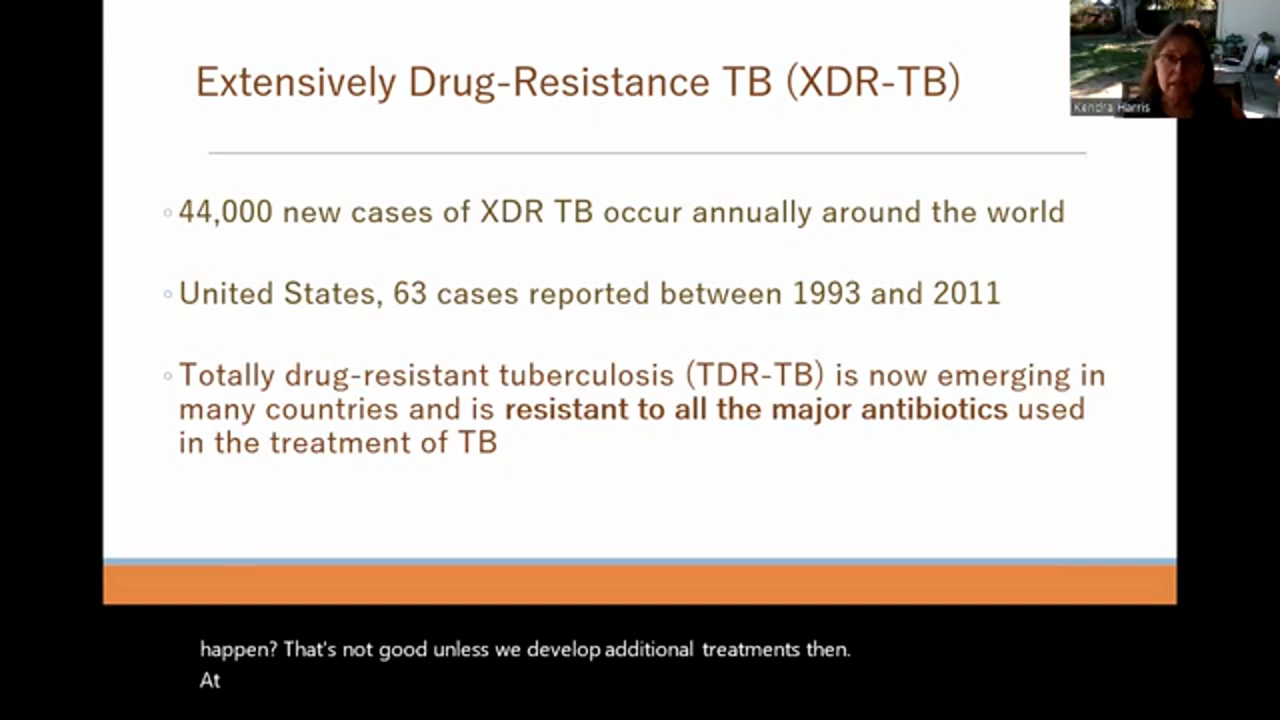 Extensively Drug-Resistance TB (XDR-TB)
Kendra Harris
◦ 44,000 new cases of XDR TB occur annually around the world
◦ United States, 63 cases reported between 1993 and 2011
◦ Totally drug-resistant tuberculosis (TDR-TB) is now emerging in
many countries and is resistant to all the major antibiotics used
in the treatment of TB
happen? That's not good unless we develop additional treatments then.
At